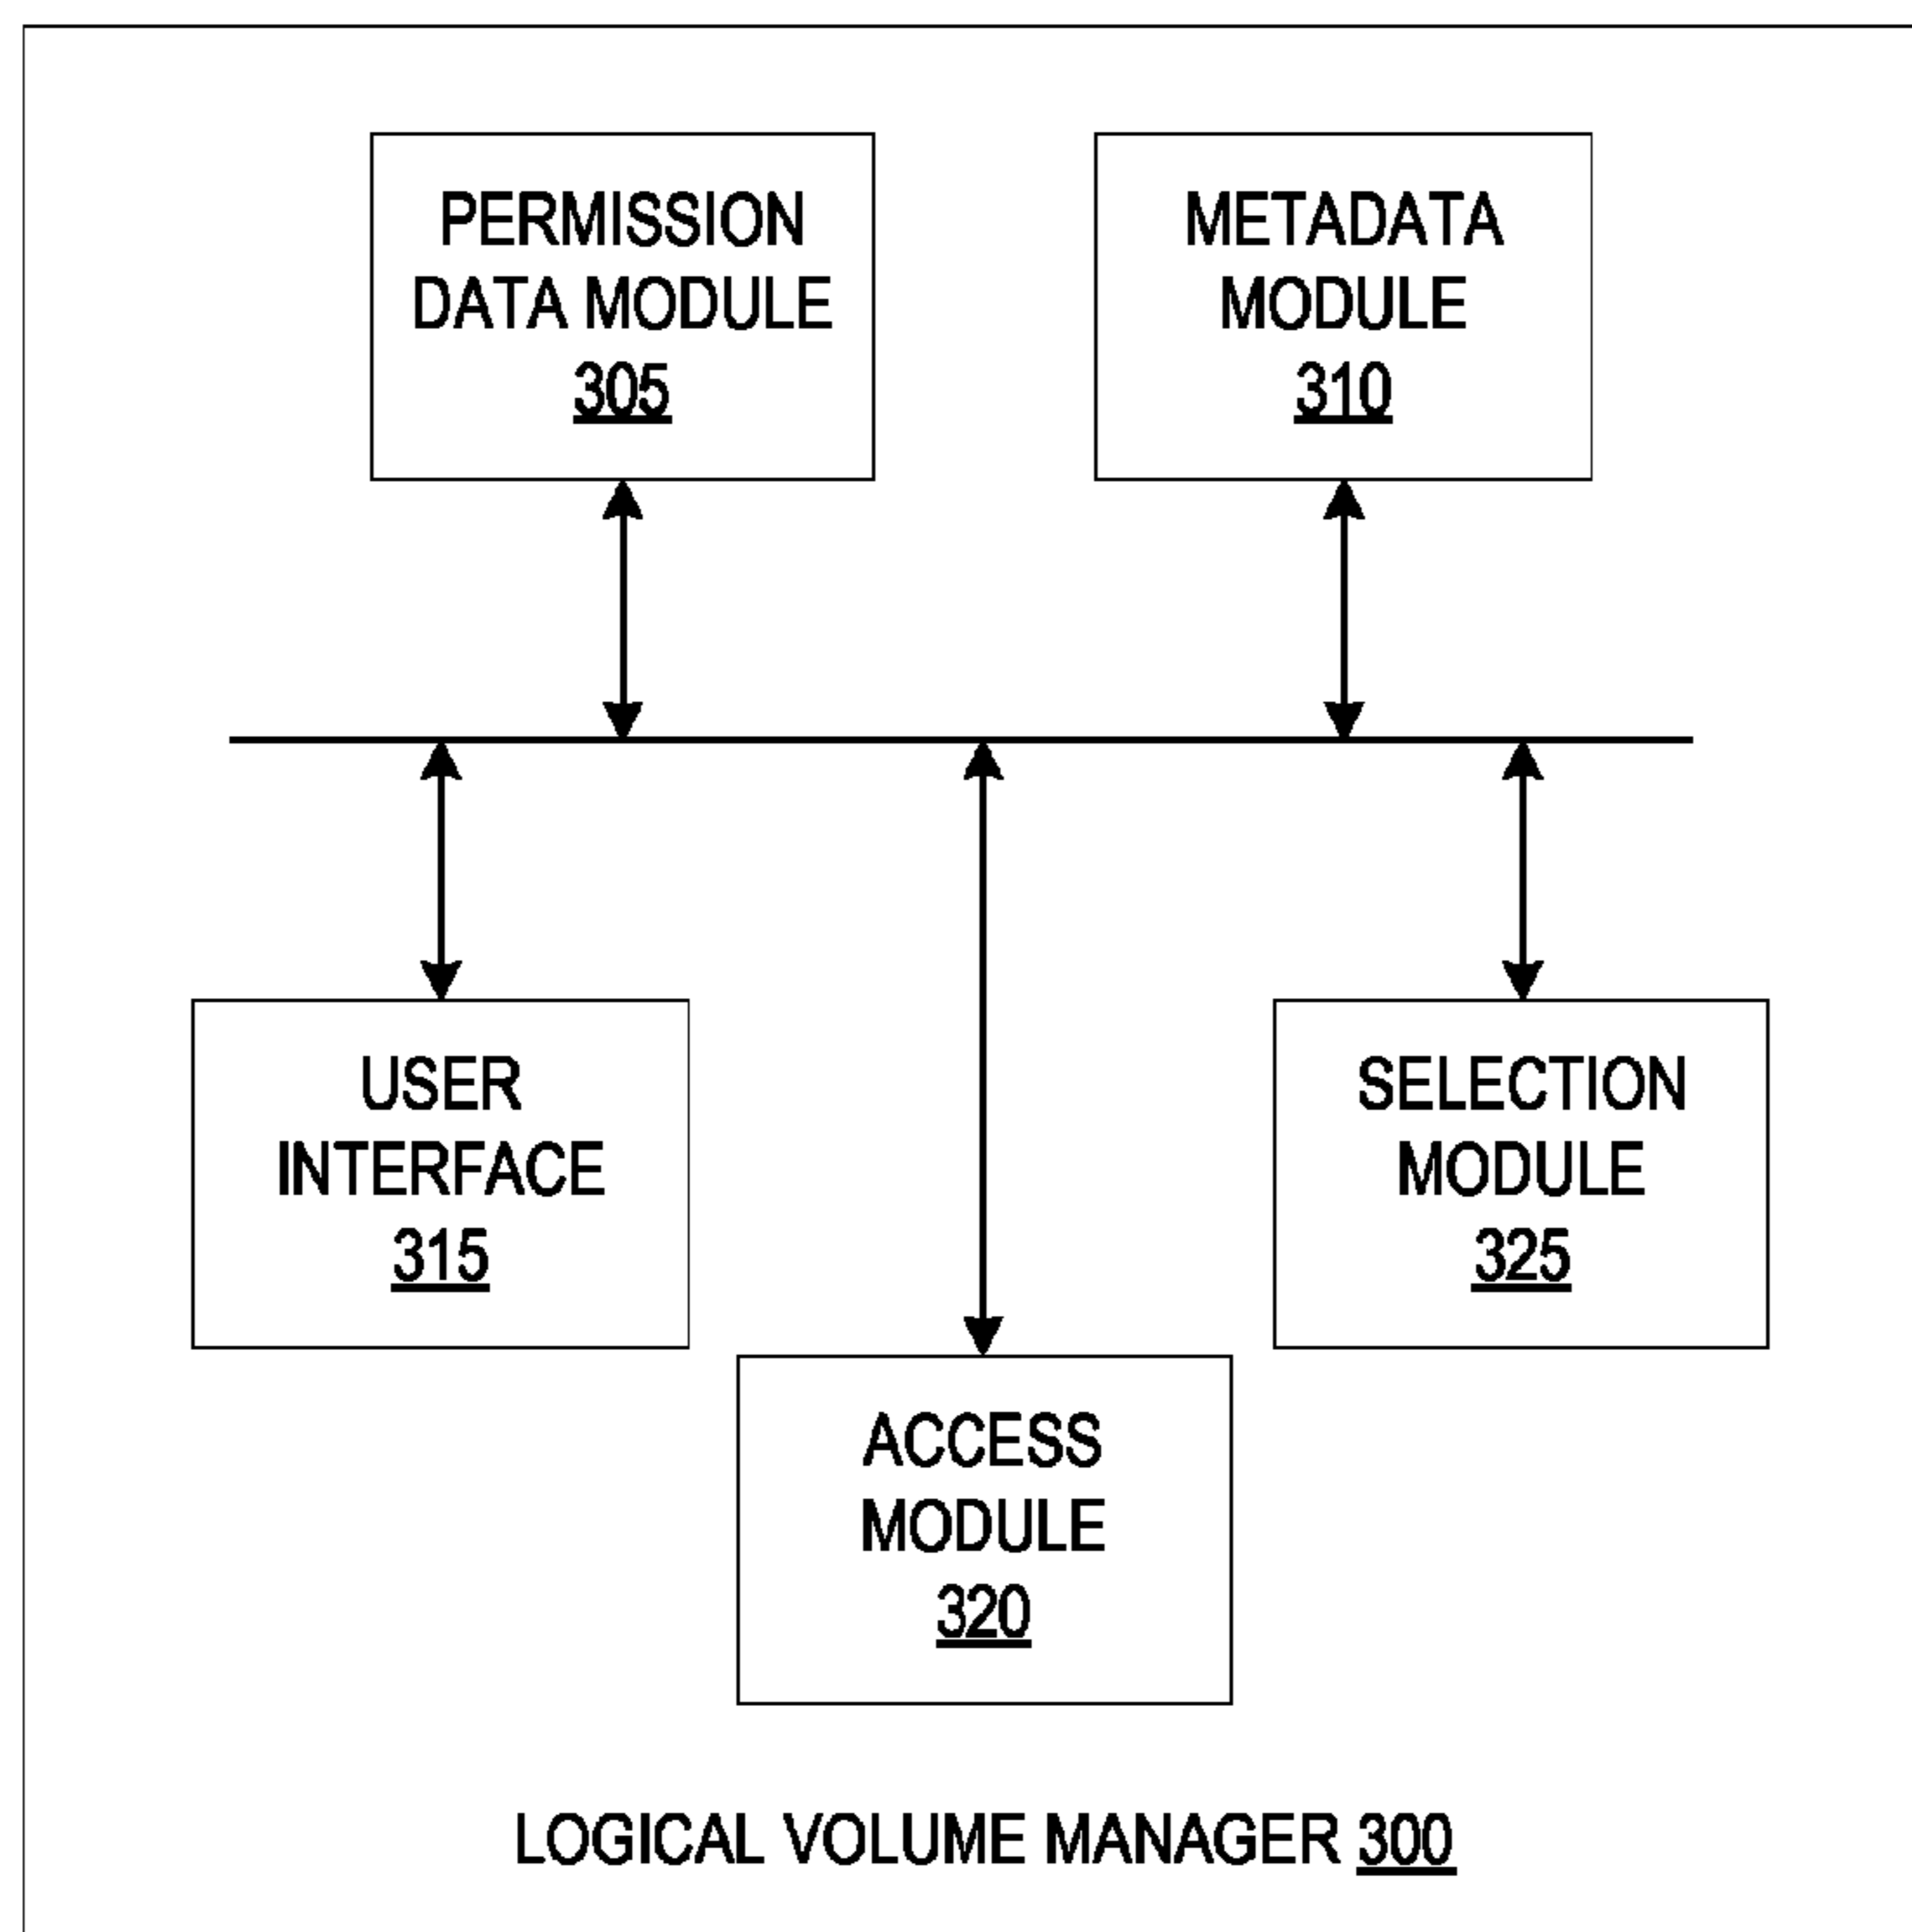 PERMISSION
DATA MODULE
305
METADATA
MODULE
310
USER
INTERFACE
315
SELECTION
MODULE
325
ACCESS
MODULE
320
LOGICAL VOLUME MANAGER 300